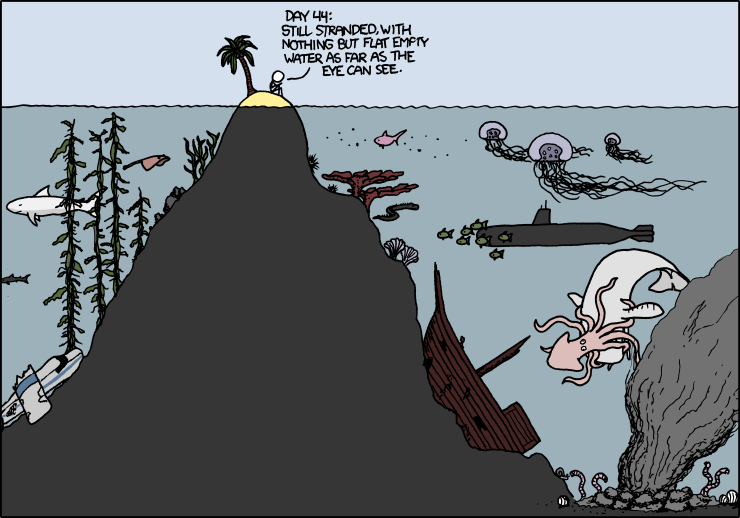 DAY 44:
STILL STRANDED, WITH
NOTHING BUT FLAT EMPTY
WATER AS FAR AS THE
EYE CAN SEE.